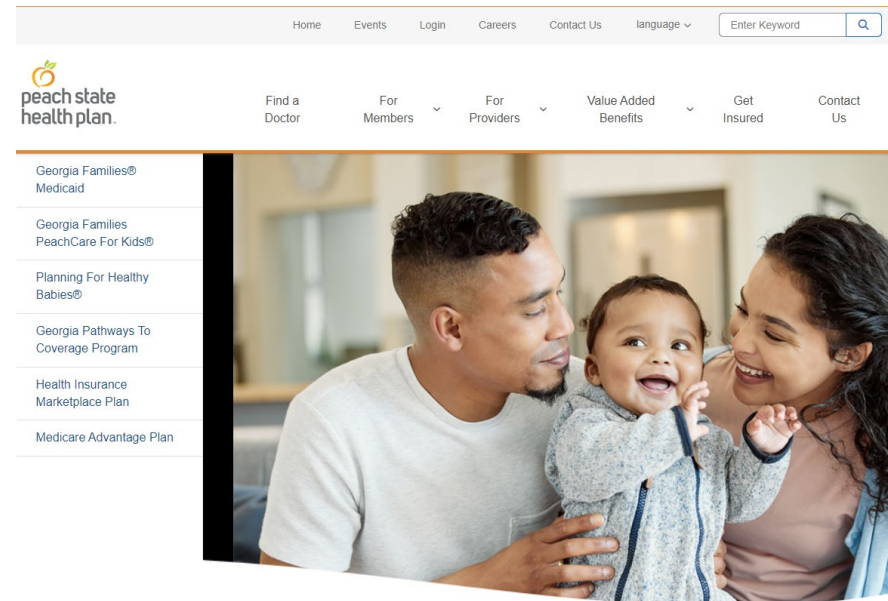 Home Events Login Careers Contact Us language Enter Keyword
peach state
health plan.
Find a
Doctor
For
Members
For
Providers
Value Added
Benefits
Get
Insured
Contact
Us
Georgia Families®
Medicaid
Georgia Families
PeachCare For Kids®
Planning For Healthy
Babies®
Georgia Pathways To
Coverage Program
Health Insurance
Marketplace Plan
Medicare Advantage Plan